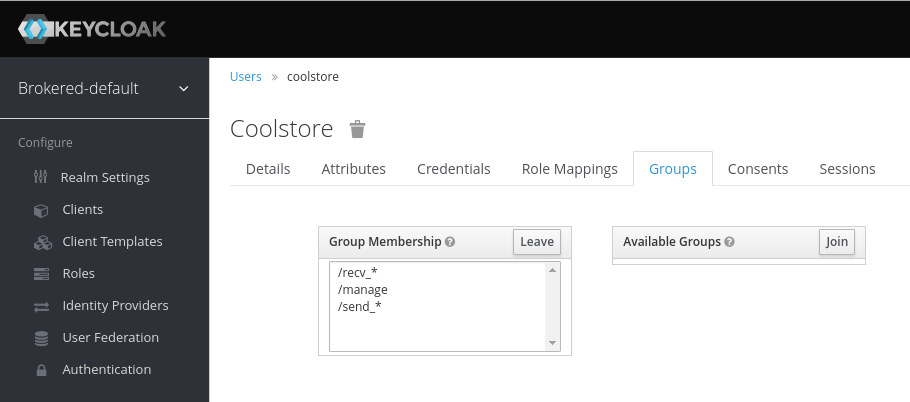 KEYCLOAK
Brokered-default
Configure
Realm Settings
Clients
Client Templates
Roles
Identity Providers
User Federation
Authentication
Users » coolstore
Coolstore
Details Attributes Credentials Role Mappings Groups Consents Sessions
Group Membership ? Leave
/recv_*
/manage
/send_*
Available Groups ? Join